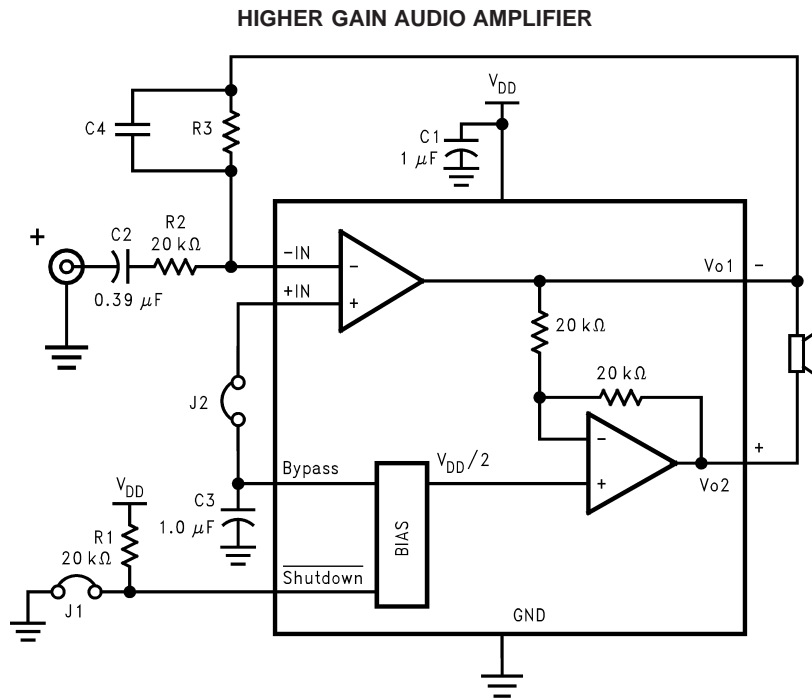 HIGHER GAIN AUDIO AMPLIFIER
V_DD
C4
R3
C1
1 μF
+
C2
R2
20 kΩ
0.39 μF
-IN
+IN
-
+
Vo1
-
20 kΩ
20 kΩ
J2
Bypass
V_DD/2
-
+
+
Vo2
C3
1.0 μF
BIAS
V_DD
R1
20 kΩ
Shutdown
J1
GND